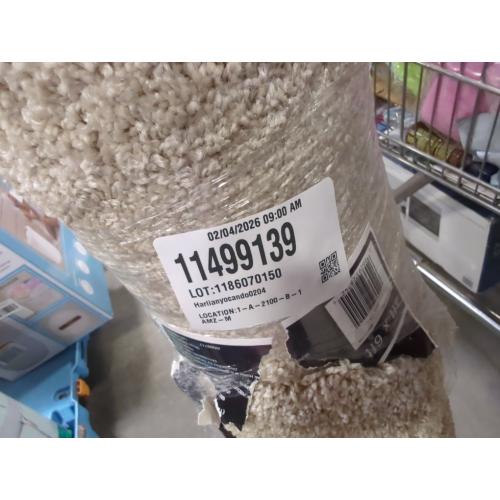 02/04/2026 09:00 AM
11499139
LOT:1186070150
Harlianyocando0204
LOCATION:1-A-2100-B-1
AMZ-M